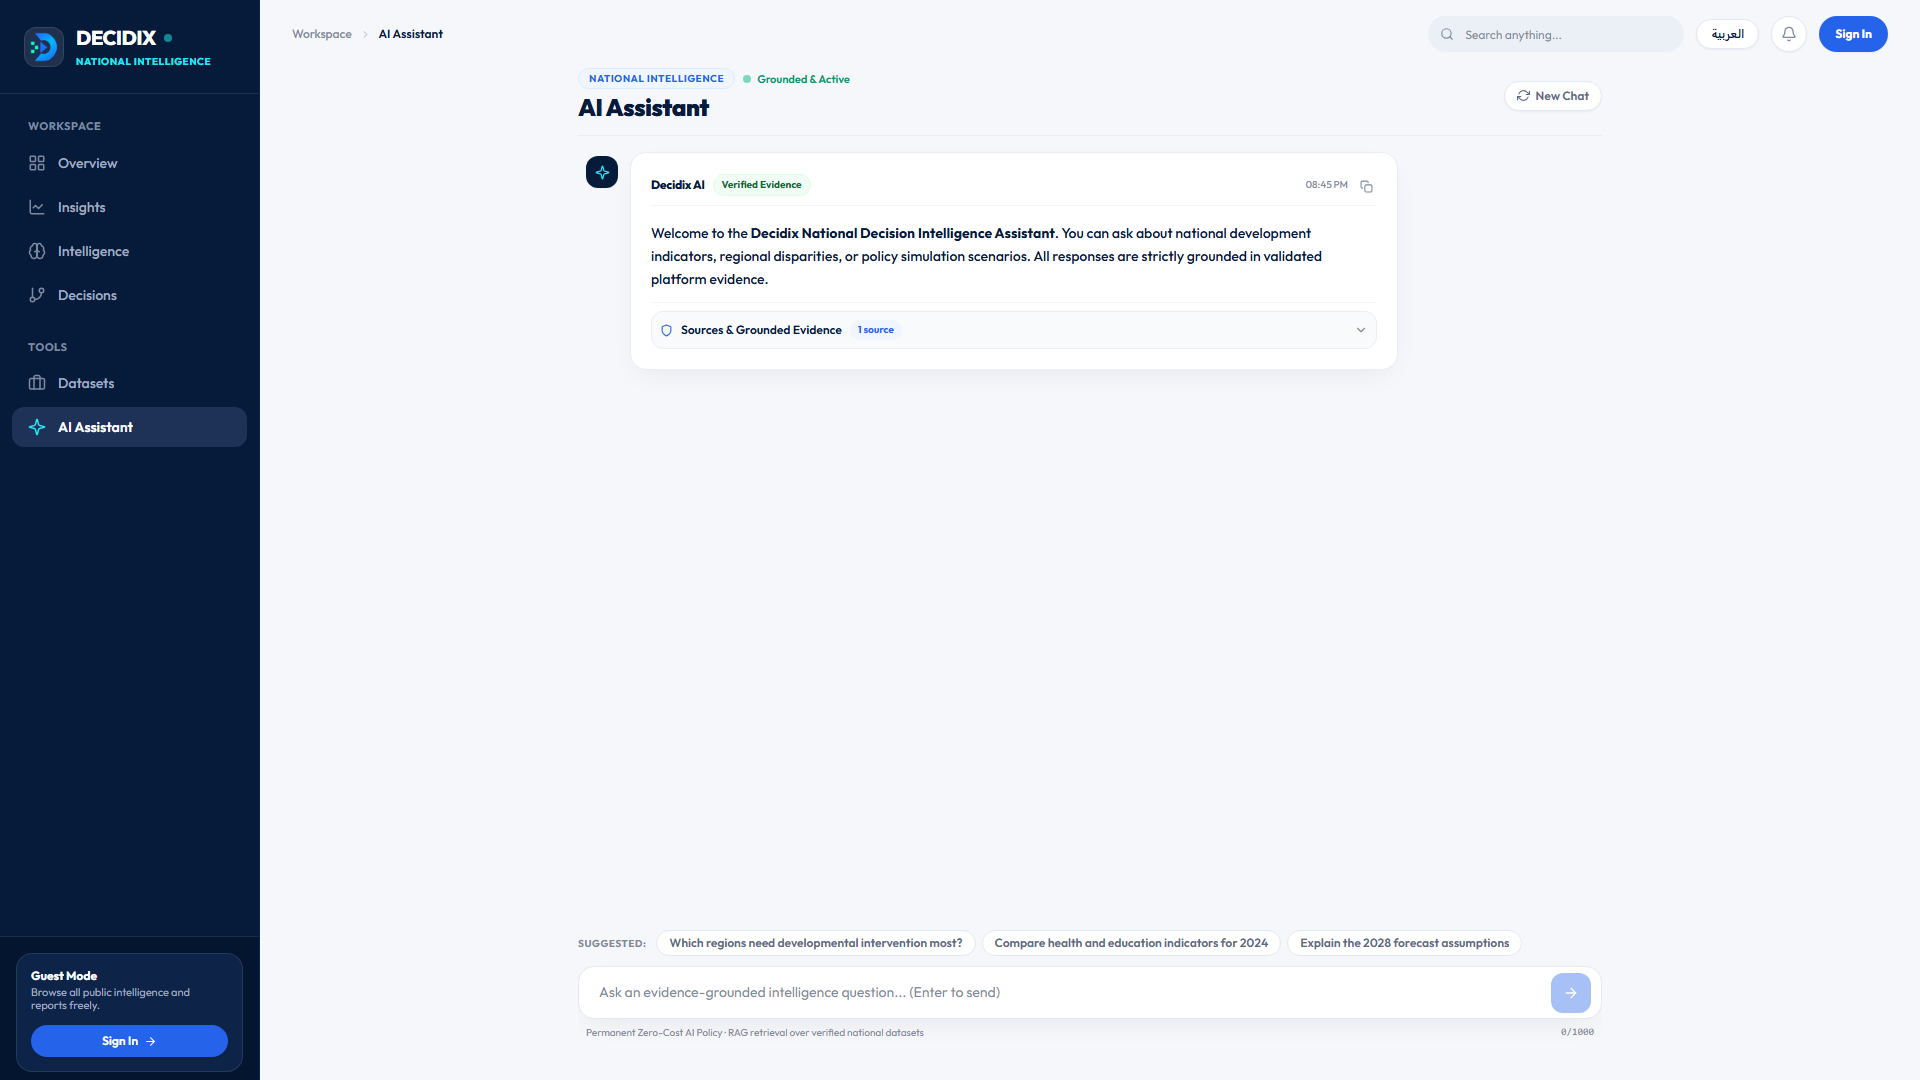 DECIDIX
NATIONAL INTELLIGENCE
WORKSPACE
Overview
Insights
Intelligence
Decisions
TOOLS
Datasets
AI Assistant
Guest Mode
Browse all public intelligence and
reports freely.
Sign In
Workspace
AI Assistant
Search anything...
العربية
Sign In
NATIONAL INTELLIGENCE
Grounded & Active
AI Assistant
New Chat
Decidix AI
Verified Evidence
08:45 PM
Welcome to the Decidix National Decision Intelligence Assistant. You can ask about national development
indicators, regional disparities, or policy simulation scenarios. All responses are strictly grounded in validated
platform evidence.
Sources & Grounded Evidence
1 source
SUGGESTED:
Which regions need developmental intervention most?
Compare health and education indicators for 2024
Explain the 2028 forecast assumptions
Ask an evidence-grounded intelligence question... (Enter to send)
Permanent Zero-Cost AI Policy · RAG retrieval over verified national datasets
0/1000